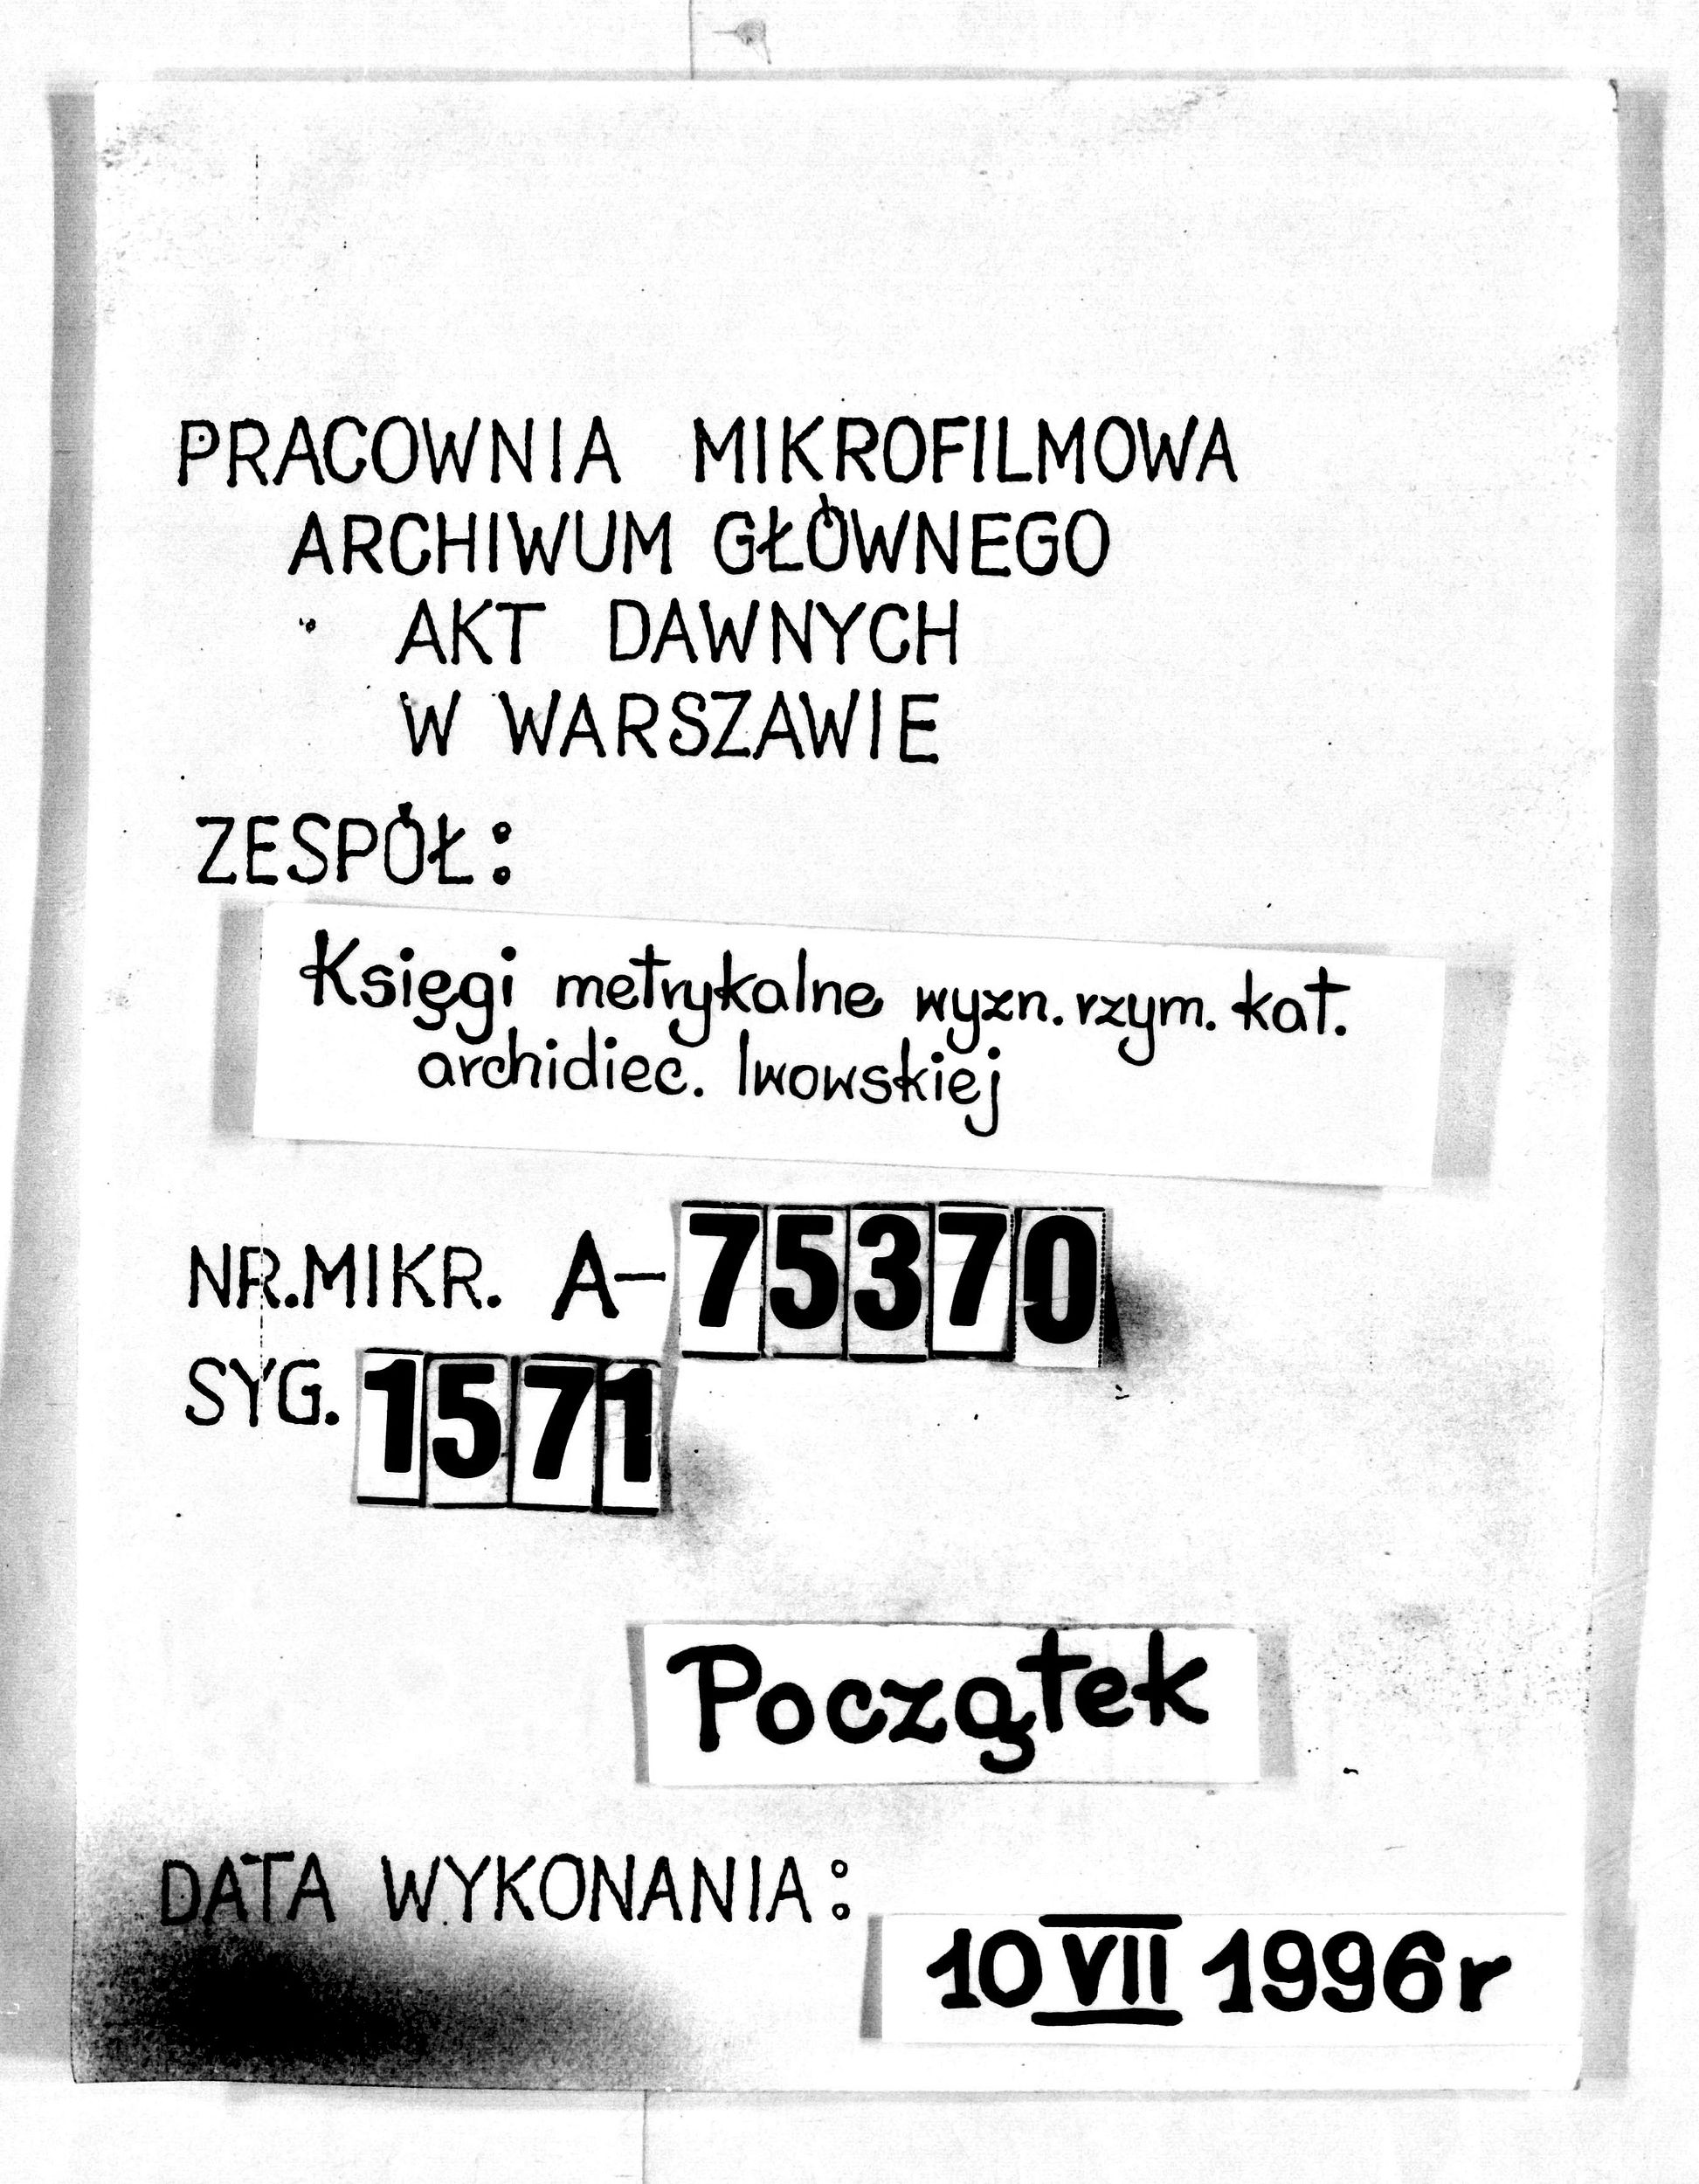 PRACOWNIA MIKROFILMOWA
ARCHIWUM GŁÓWNEGO
AKT DAWNYCH
W WARSZAWIE
ZESPÓŁ:
Księgi metrykalne wyzn. rzym. kat.
archidiec. lwowskiej
NR. MIKR. A-75370
SYG. 1571
Początek
DATA WYKONANIA:
10 VII 1996 r